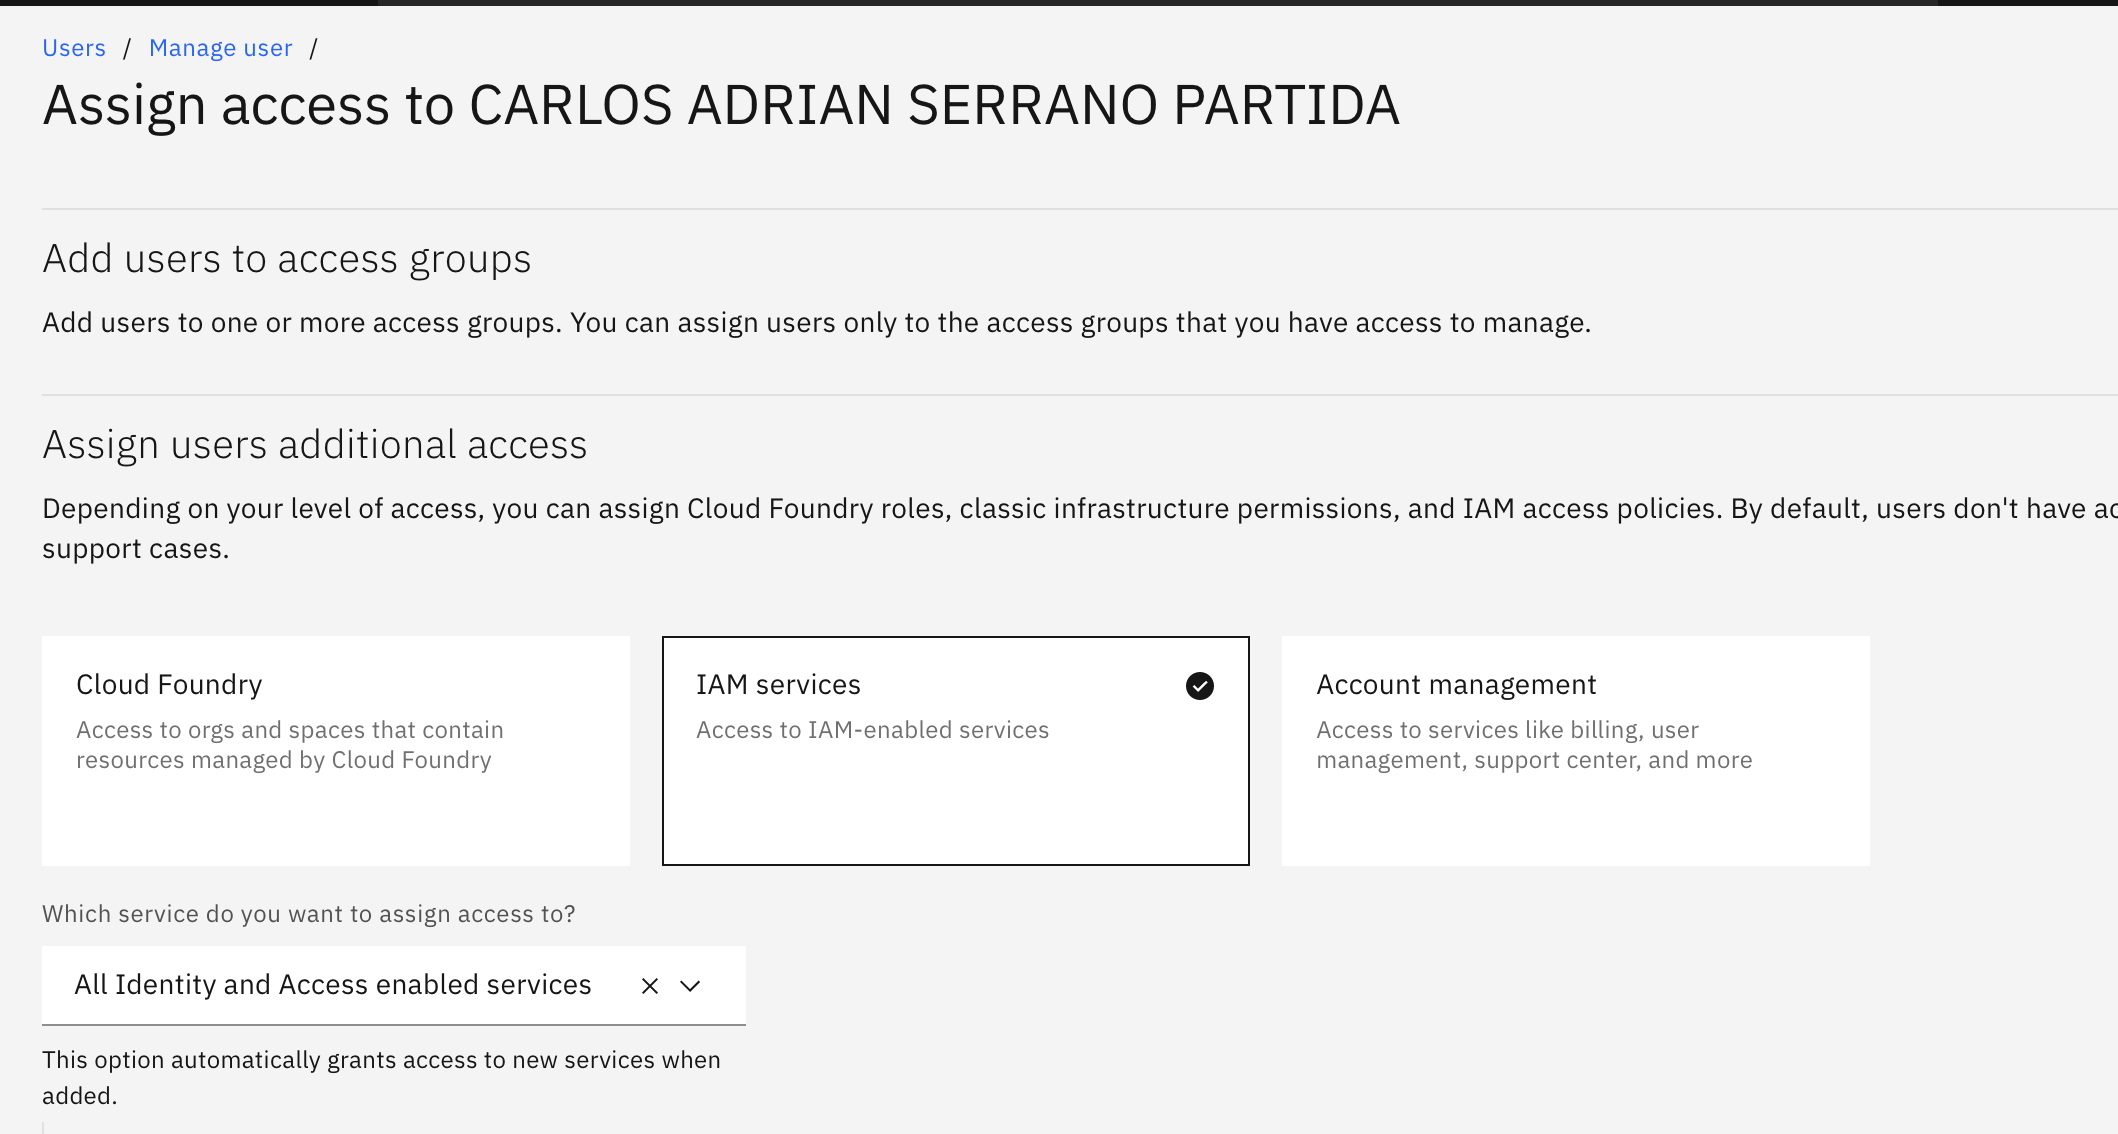 Users / Manage user /
Assign access to CARLOS ADRIAN SERRANO PARTIDA
Add users to access groups
Add users to one or more access groups. You can assign users only to the access groups that you have access to manage.
Assign users additional access
Depending on your level of access, you can assign Cloud Foundry roles, classic infrastructure permissions, and IAM access policies. By default, users don't have
support cases.
Cloud Foundry
Access to orgs and spaces that contain
resources managed by Cloud Foundry
IAM services
Access to IAM-enabled services
Account management
Access to services like billing, user
management, support center, and more
Which service do you want to assign access to?
All Identity and Access enabled services
This option automatically grants access to new services when
added.